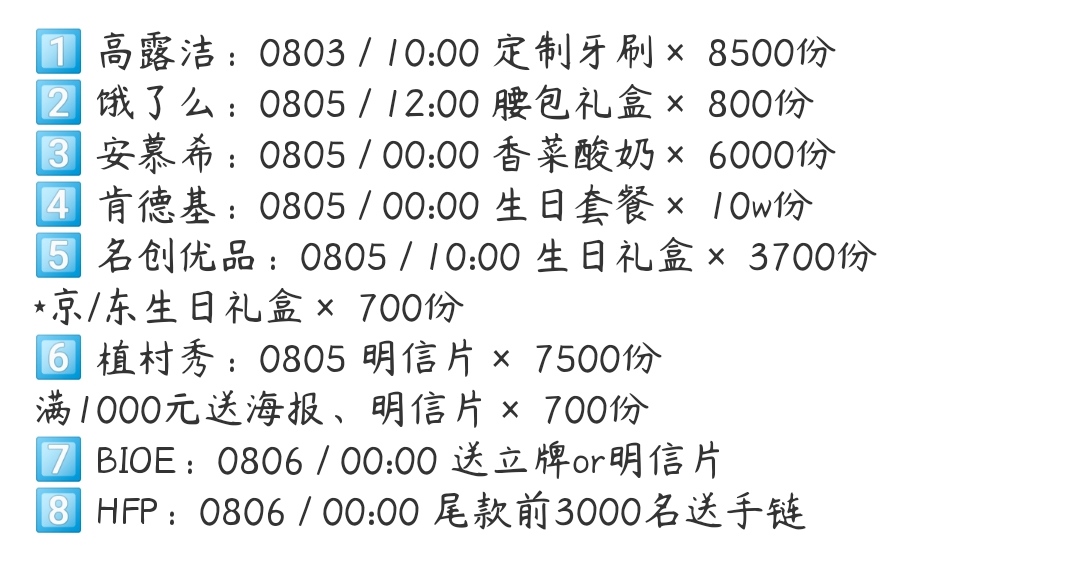 1️⃣ 高露洁：0803 / 10:00 定制牙刷× 8500份
2️⃣ 饿了么：0805 / 12:00 腰包礼盒× 800份
3️⃣ 安慕希：0805 / 00:00 香菜酸奶× 6000份
4️⃣ 肯德基：0805 / 00:00 生日套餐× 10w份
5️⃣ 名创优品：0805 / 10:00 生日礼盒× 3700份
⋆京/东生日礼盒× 700份
6️⃣ 植村秀：0805 明信片× 7500份
满1000元送海报、明信片× 700份
7️⃣ BIOE：0806 / 00:00 送立牌or明信片
8️⃣ HFP：0806 / 00:00 尾款前3000名送手链